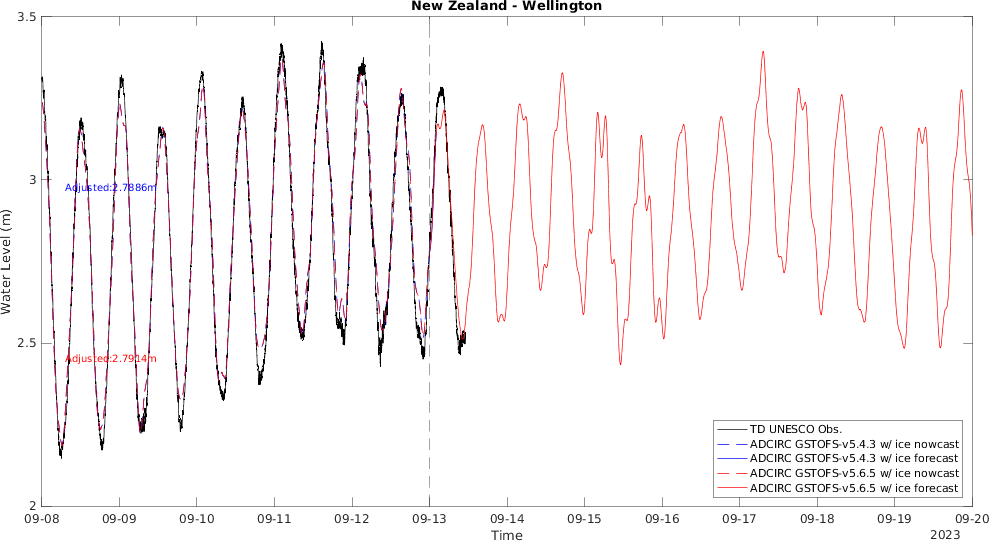 New Zealand - Wellington
3.5
3
2.5
2
Water Level (m)
Adjusted:2.7886m
Adjusted:2.7914m
TD UNESCO Obs.
ADCIRC GSTOFS-v5.4.3 w/ ice nowcast
ADCIRC GSTOFS-v5.4.3 w/ ice forecast
ADCIRC GSTOFS-v5.6.5 w/ ice nowcast
ADCIRC GSTOFS-v5.6.5 w/ ice forecast
09-08 09-09 09-10 09-11 09-12 09-13 09-14 09-15 09-16 09-17 09-18 09-19 09-20
Time
2023